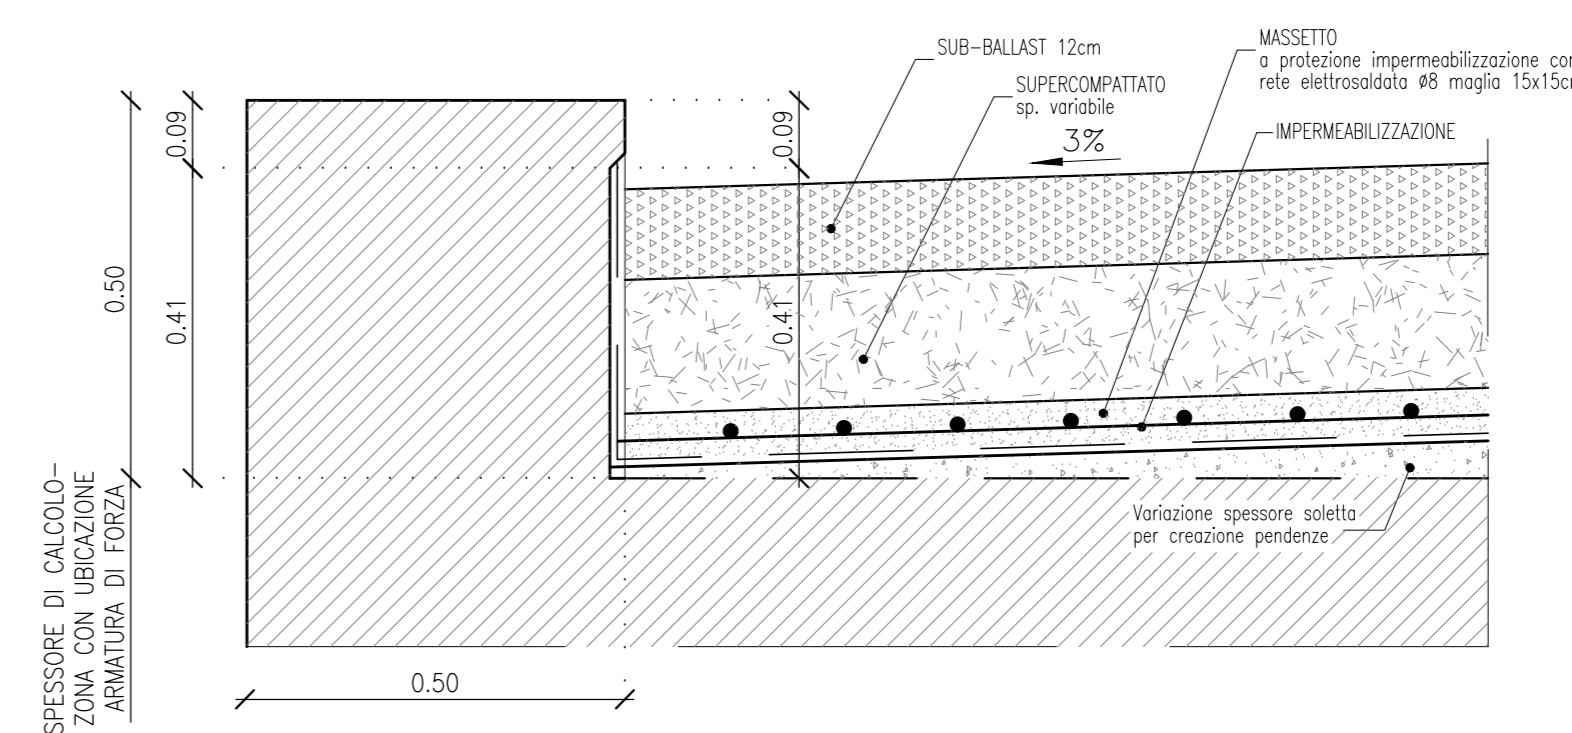 SUB-BALLAST 12cm
MASSETTO
a protezione impermeabilizzazione con
rete elettrosaldata Ø8 maglia 15x15cm
SUPERCOMPATTATO
sp. variabile
IMPERMEABILIZZAZIONE
3%
0.09
0.09
0.50
0.41
0.41
Variazione spessore soletta
per creazione pendenze
SPESSORE DI CALCOLO-
ZONA CON UBICAZIONE
ARMATURA DI FORZA
0.50